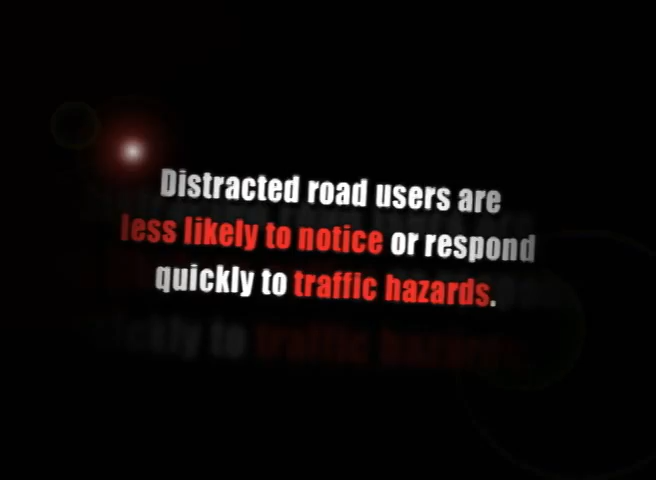 Distracted road users are
less likely to notice or respond
quickly to traffic hazards.